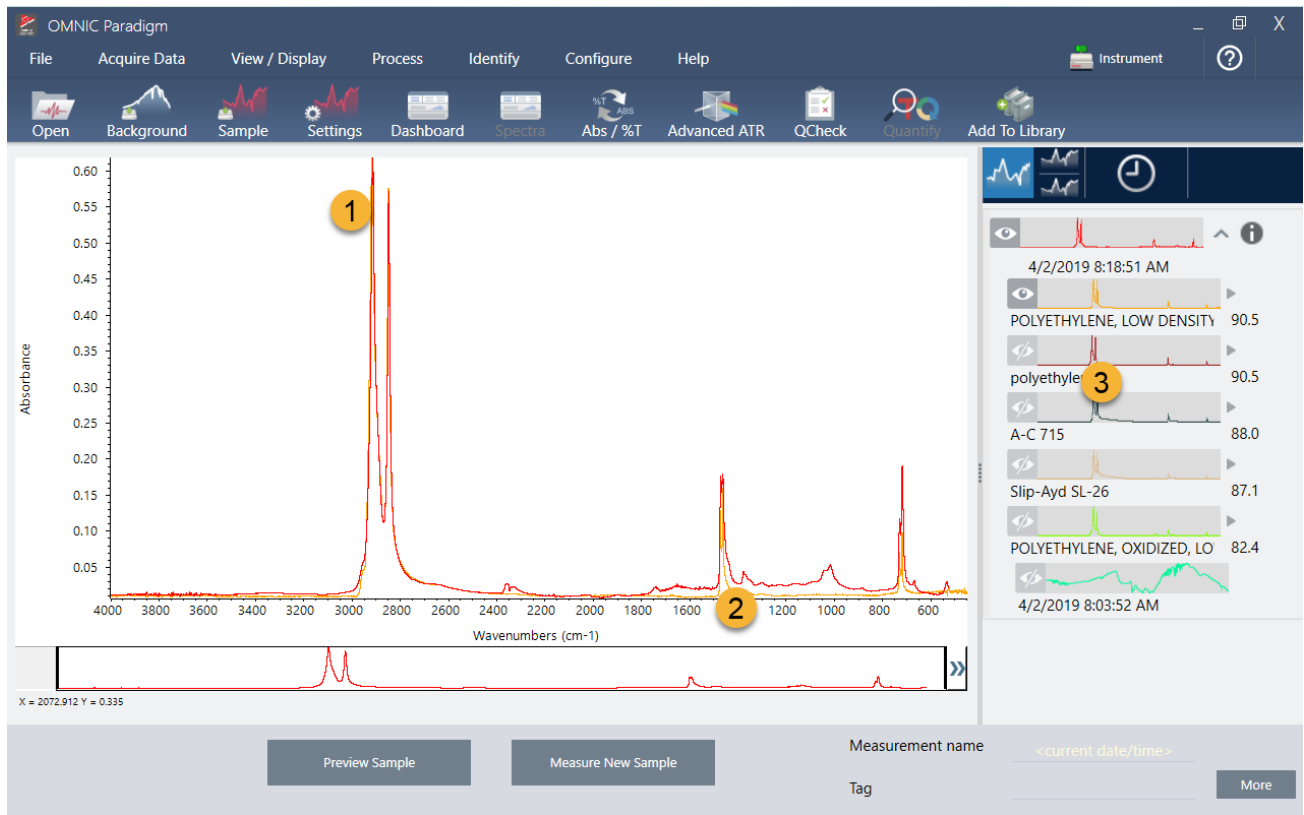 OMNIC Paradigm
File Acquire Data View / Display Process Identify Configure Help Instrument ?
%T ABS
Open Background Sample Settings Dashboard Spectra Abs / %T Advanced ATR QCheck Quantify Add To Library
0.60
0.55
0.50
0.45
0.40
0.35
0.30
0.25
0.20
0.15
0.10
0.05
Absorbance
1
2
4000 3800 3600 3400 3200 3000 2800 2600 2400 2200 2000 1800 1600 1200 1000 800 600
Wavenumbers (cm-1)
X = 2072.912 Y = 0.335
4/2/2019 8:18:51 AM
POLYETHYLENE, LOW DENSITY 90.5
polyethyle 90.5
3
A-C 715 88.0
Slip-Ayd SL-26 87.1
POLYETHYLENE, OXIDIZED, LO 82.4
4/2/2019 8:03:52 AM
Preview Sample Measure New Sample
Measurement name <current date/time>
Tag
More